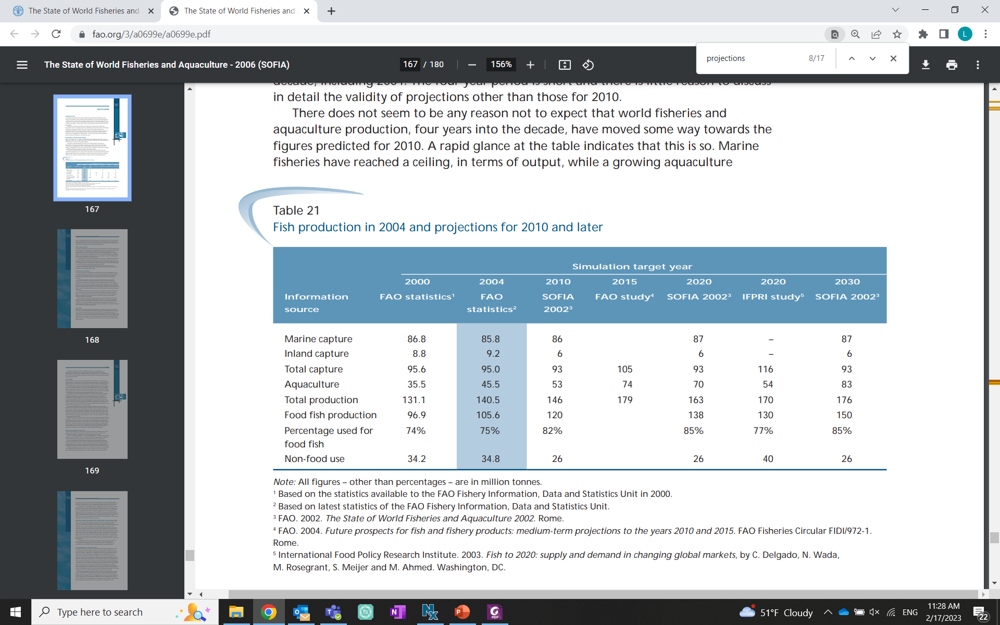 The State of World Fisheries and
The State of World Fisheries and
fao.org/3/a0699e/a0699e.pdf
L
projections 8/17
The State of World Fisheries and Aquaculture - 2006 (SOFIA)
167 / 180
156%
in detail the validity of projections other than those for 2010.
There does not seem to be any reason not to expect that world fisheries and
aquaculture production, four years into the decade, have moved some way towards the
figures predicted for 2010. A rapid glance at the table indicates that this is so. Marine
fisheries have reached a ceiling, in terms of output, while a growing aquaculture
Table 21
Fish production in 2004 and projections for 2010 and later
Simulation target year
2000 2004 2010 2015 2020 2020 2030
Information FAO statistics¹ FAO SOFIA FAO study⁴ SOFIA 2002³ IFPRI study⁵ SOFIA 2002³
source statistics² 2002³
Marine capture 86.8 85.8 86 87 – 87
Inland capture 8.8 9.2 6 6 – 6
Total capture 95.6 95.0 93 105 93 116 93
Aquaculture 35.5 45.5 53 74 70 54 83
Total production 131.1 140.5 146 179 163 170 176
Food fish production 96.9 105.6 120 138 130 150
Percentage used for 74% 75% 82% 85% 77% 85%
food fish
Non-food use 34.2 34.8 26 26 40 26
Note: All figures – other than percentages – are in million tonnes.
¹ Based on the statistics available to the FAO Fishery Information, Data and Statistics Unit in 2000.
² Based on latest statistics of the FAO Fishery Information, Data and Statistics Unit.
³ FAO. 2002. The State of World Fisheries and Aquaculture 2002. Rome.
⁴ FAO. 2004. Future prospects for fish and fishery products: medium-term projections to the years 2010 and 2015. FAO Fisheries Circular FIDI/972-1.
Rome.
⁵ International Food Policy Research Institute. 2003. Fish to 2020: supply and demand in changing global markets, by C. Delgado, N. Wada,
M. Rosegrant, S. Meijer and M. Ahmed. Washington, DC.
167
168
169
Type here to search
51°F Cloudy
ENG
11:28 AM
2/17/2023
22